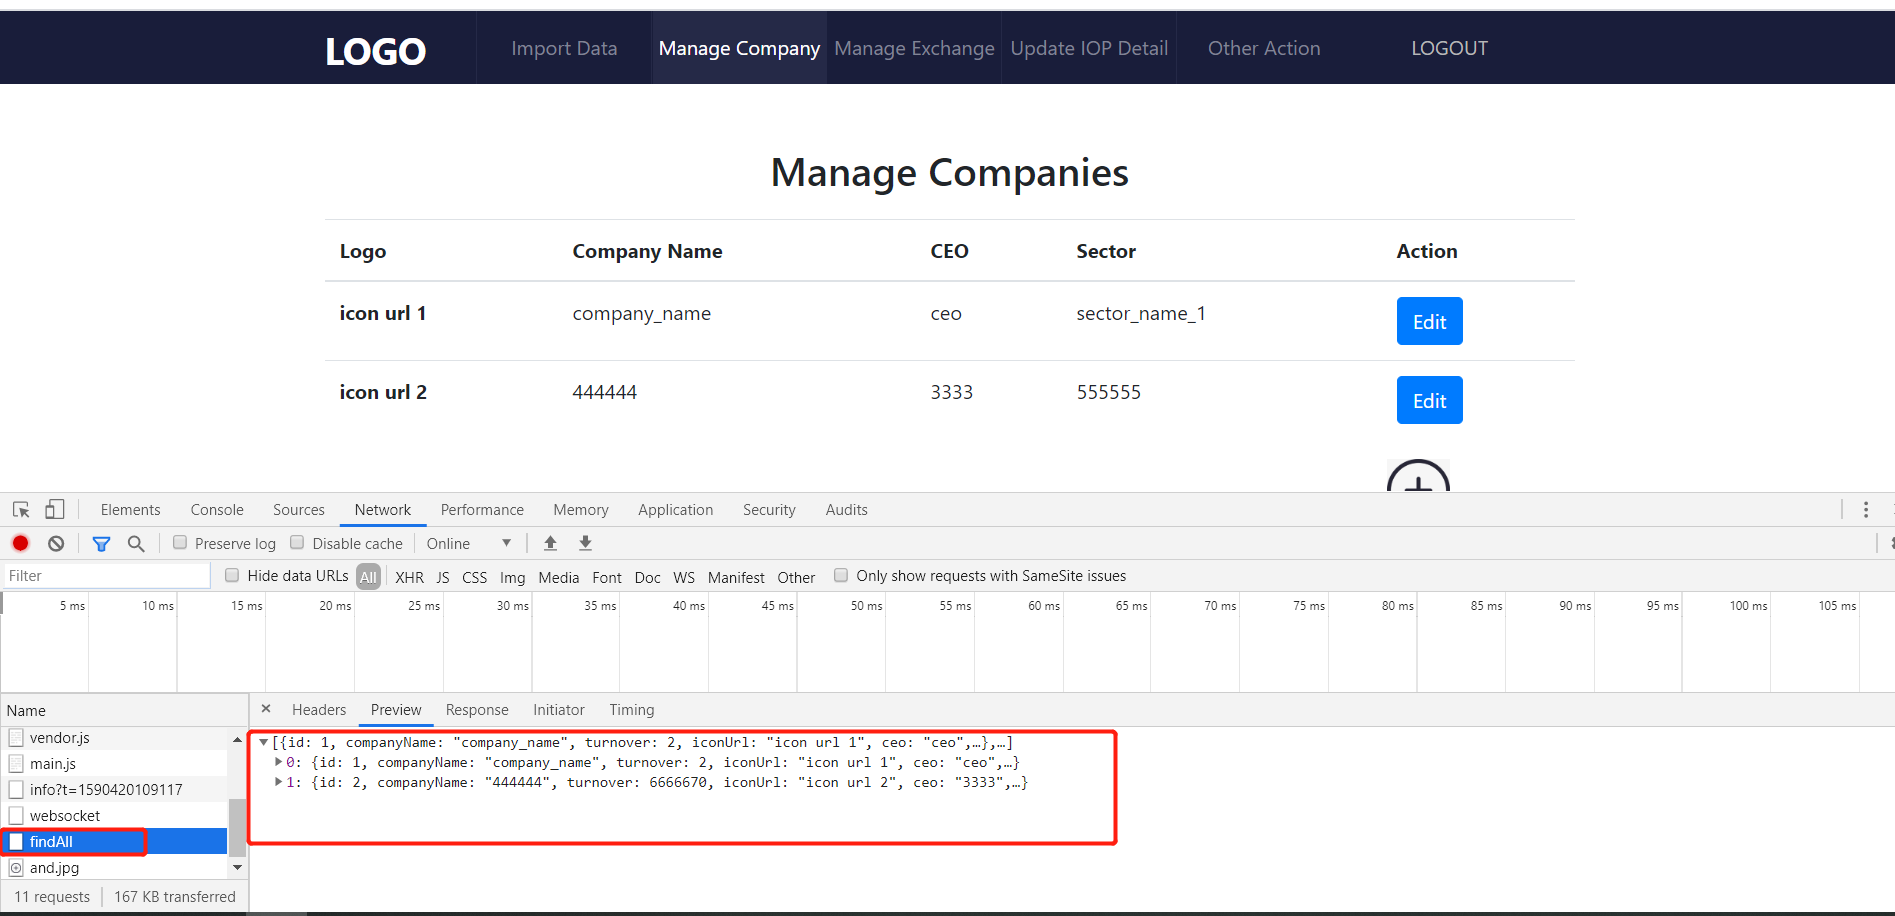 LOGO Import Data Manage Company Manage Exchange Update IOP Detail Other Action LOGOUT
Manage Companies
Logo Company Name CEO Sector Action
icon url 1 company_name ceo sector_name_1 Edit
icon url 2 444444 3333 555555 Edit
Elements Console Sources Network Performance Memory Application Security Audits
Preserve log Disable cache Online
Filter Hide data URLs All XHR JS CSS Img Media Font Doc WS Manifest Other Only show requests with SameSite issues
5 ms 10 ms 15 ms 20 ms 25 ms 30 ms 35 ms 40 ms 45 ms 50 ms 55 ms 60 ms 65 ms 70 ms 75 ms 80 ms 85 ms 90 ms 95 ms 100 ms 105 ms
Name
vendor.js
main.js
info?t=1590420109117
websocket
findAll
and.jpg
11 requests 167 KB transferred
× Headers Preview Response Initiator Timing
▼[{id: 1, companyName: "company_name", turnover: 2, iconUrl: "icon url 1", ceo: "ceo",…},…]
▶0: {id: 1, companyName: "company_name", turnover: 2, iconUrl: "icon url 1", ceo: "ceo",…}
▶1: {id: 2, companyName: "444444", turnover: 6666670, iconUrl: "icon url 2", ceo: "3333",…}